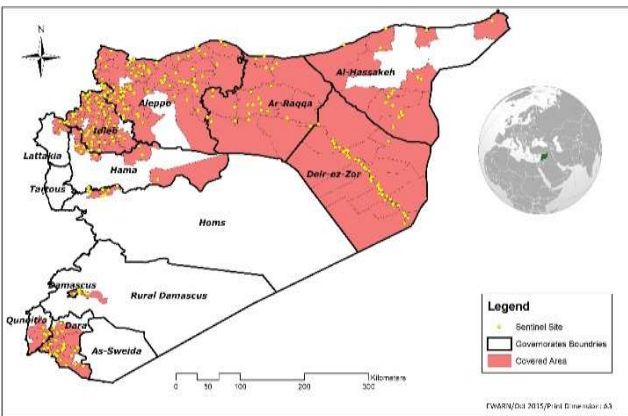 N
Al-Hassakeh
Aleppo
Ar-Raqqa
Idleb
Lattakia
Hama
Deir-ez-Zor
Tartous
Homs
Damascus
Rural Damascus
Qunaitra
Dara
As-Sweida
Legend
Sentinel Site
Governorates Boundries
Covered Area
Kilometers
0 50 100 200 300
EWARN/Oct 2015/Print Dimension: A3